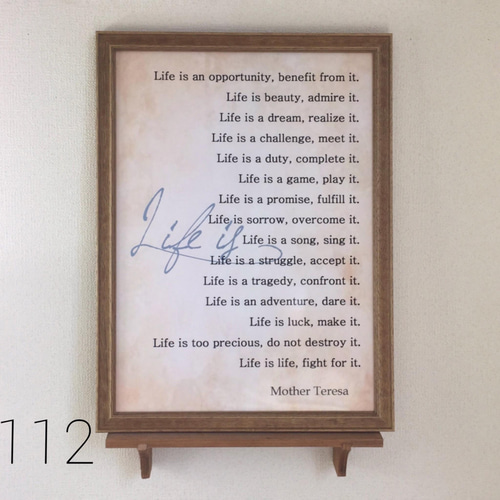 Life is an opportunity, benefit from it.
Life is beauty, admire it.
Life is a dream, realize it.
Life is a challenge, meet it.
Life is a duty, complete it.
Life is a game, play it.
Life is a promise, fulfill it.
Life is sorrow, overcome it.
Life is
Life is a song, sing it.
Life is a struggle, accept it.
Life is a tragedy, confront it.
Life is an adventure, dare it.
Life is luck, make it.
Life is too precious, do not destroy it.
Life is life, fight for it.
Mother Teresa
112